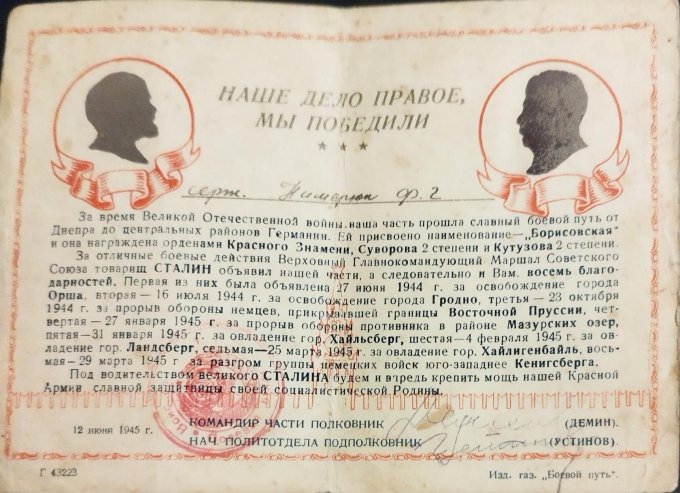 НАШЕ ДЕЛО ПРАВОЕ,
МЫ ПОБЕДИЛИ
серж. Ф. Г
За время Великой Отечественной войны наша часть прошла славный боевой путь от
Днепра до центральных районов Германии. Ей присвоено наименование—„Борисовская"
и она награждена орденами Красного Знамени, Суворова 2 степени и Кутузова 2 степени.
За отличные боевые действия Верховный Главнокомандующий Маршал Советского
Союза товарищ СТАЛИН объявил нашей части, а следовательно и Вам, восемь благо-
дарностей. Первая из них была объявлена 27 июня 1944 г. за освобождение города
Орша, вторая—16 июля 1944 г. за освобождение города Гродно, третья—23 октября
1944 г. за прорыв обороны немцев, прикрывавшей границы Восточной Пруссии, чет-
вертая—27 января 1945 г. за прорыв обороны противника в районе Мазурских озер,
пятая—31 января 1945 г. за овладение гор. Хайльсберг, шестая—4 февраля 1945 г. за ов-
ладение гор. Ландсберг, седьмая—25 марта 1945 г. за овладение гор. Хайлигенбайль, вось-
мая—29 марта 1945 г. за разгром группы немецких войск юго-западнее Кенигсберга.
Под водительством великого СТАЛИНА будем и впредь крепить мощь нашей Красной
Армии славной защитницы своей социалистической Родины.
12 июня 1945 г.
КОМАНДИР ЧАСТИ ПОЛКОВНИК (ДЕМИН)
НАЧ. ПОЛИТОТДЕЛА ПОДПОЛКОВНИК (УСТИНОВ)
Г 43223
Изд. газ. „Боевой путь".